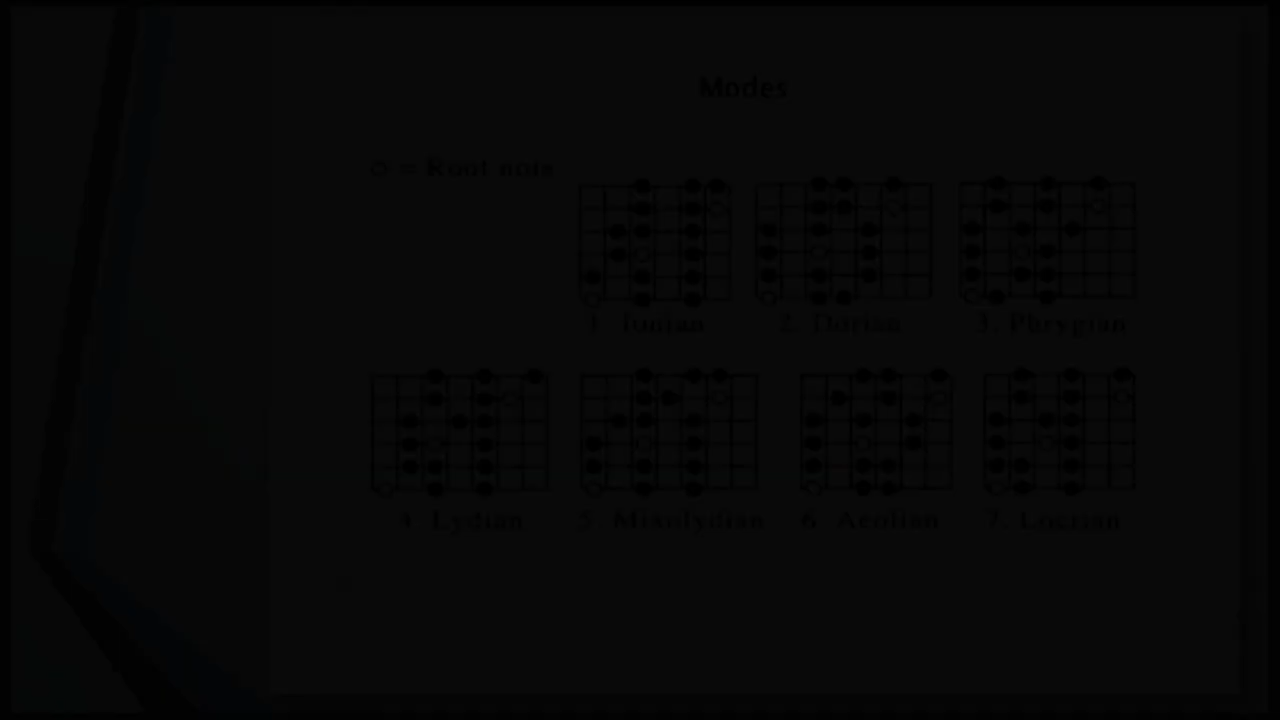 Modes
o = Root note
1. Ionian
2. Dorian
3. Phrygian
4. Lydian
5. Mixolydian
6. Aeolian
7. Locrian